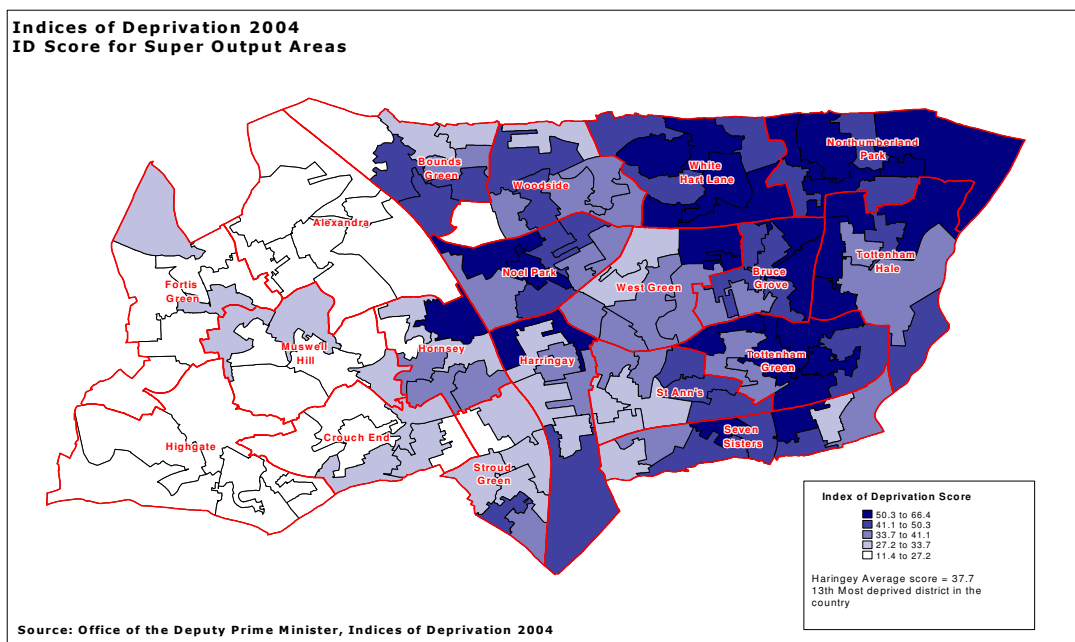 Indices of Deprivation 2004
ID Score for Super Output Areas
Northumberland
Park
Bounds
Green
White
Hart Lane
Woodside
Alexandra
Tottenham
Hale
Noel Park
Bruce
Grove
Fortis
Green
West Green
Muswell
Hill
Hornsey
Harringay
Tottenham
Green
St Ann's
Seven
Sisters
Crouch End
Highgate
Stroud
Green
Index of Deprivation Score
50.3 to 66.4
41.1 to 50.3
33.7 to 41.1
27.2 to 33.7
11.4 to 27.2
Haringey Average score = 37.7
13th Most deprived district in the
country
Source: Office of the Deputy Prime Minister, Indices of Deprivation 2004